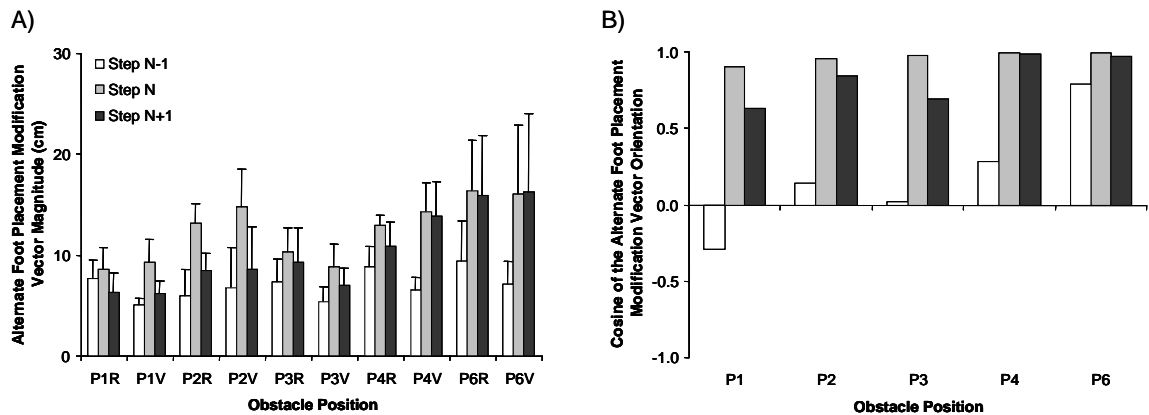 A)
Alternate Foot Placement Modification
Vector Magnitude (cm)
30
20
10
0
Step N-1
Step N
Step N+1
P1R P1V P2R P2V P3R P3V P4R P4V P6R P6V
Obstacle Position
B)
Cosine of the Alternate Foot Placement
Modification Vector Orientation
1.0
0.5
0.0
-0.5
-1.0
P1 P2 P3 P4 P6
Obstacle Position